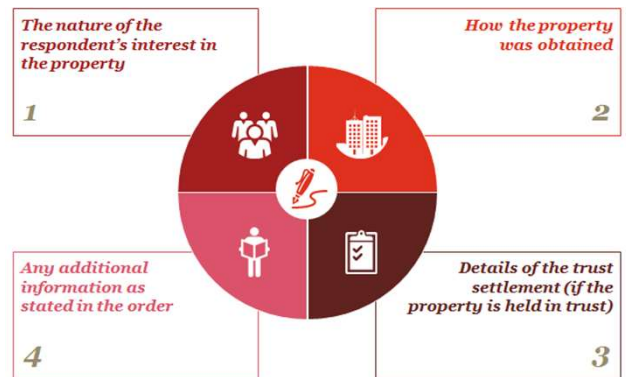 The nature of the
respondent's interest in
the property
1
How the property
was obtained
2
Any additional
information as
stated in the order
4
Details of the trust
settlement (if the
property is held in trust)
3